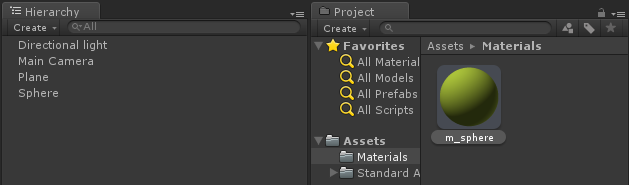 Hierarchy
Create All
Directional light
Main Camera
Plane
Sphere
Project
Create
Favorites
All Material
All Models
All Prefabs
All Scripts
Assets
Materials
Standard A
Assets ▸ Materials
m_sphere